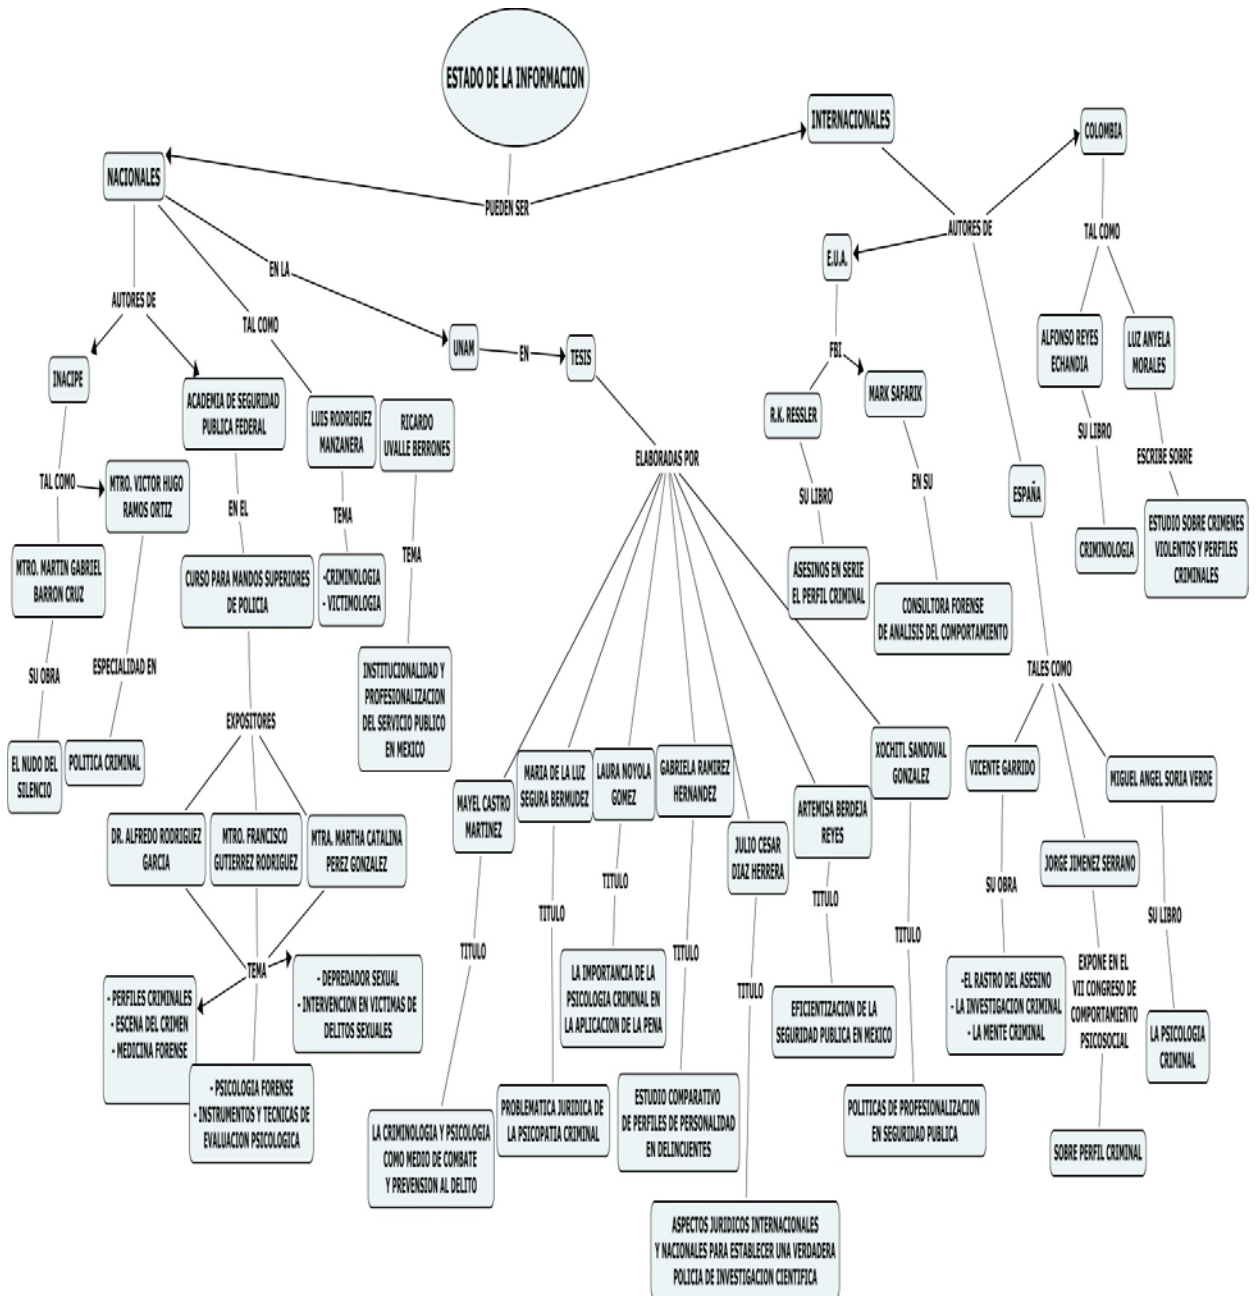 ESTADO DE LA INFORMACION
PUEDEN SER
NACIONALES
INTERNACIONALES
AUTORES DE
INACIPE
TAL COMO
MTRO. MARTIN GABRIEL
BARRON CRUZ
SU OBRA
EL NUDO DEL
SILENCIO
MTRO. VICTOR HUGO
RAMOS ORTIZ
ESPECIALIDAD EN
POLITICA CRIMINAL
ACADEMIA DE SEGURIDAD
PUBLICA FEDERAL
EN EL
CURSO PARA MANDOS SUPERIORES
DE POLICIA
EXPOSITORES
DR. ALFREDO RODRIGUEZ
GARCIA
MTRO. FRANCISCO
GUTIERREZ RODRIGUEZ
MTRA. MARTHA CATALINA
PEREZ GONZALEZ
TEMA
- PERFILES CRIMINALES
- ESCENA DEL CRIMEN
- MEDICINA FORENSE
- PSICOLOGIA FORENSE
- INSTRUMENTOS Y TECNICAS DE
EVALUACION PSICOLOGICA
- DEPREDADOR SEXUAL
- INTERVENCION EN VICTIMAS DE
DELITOS SEXUALES
TAL COMO
LUIS RODRIGUEZ
MANZANERA
TEMA
-CRIMINOLOGIA
- VICTIMOLOGIA
RICARDO
UVALLE BERRONES
TEMA
INSTITUCIONALIDAD Y
PROFESIONALIZACION
DEL SERVICIO PUBLICO
EN MEXICO
EN LA
UNAM
EN
TESIS
ELABORADAS POR
MAYEL CASTRO
MARTINEZ
TITULO
LA CRIMINOLOGIA Y PSICOLOGIA
COMO MEDIO DE COMBATE
Y PREVENSION AL DELITO
MARIA DE LA LUZ
SEGURA BERMUDEZ
TITULO
PROBLEMATICA JURIDICA DE
LA PSICOPATIA CRIMINAL
LAURA NOYOLA
GOMEZ
TITULO
LA IMPORTANCIA DE LA
PSICOLOGIA CRIMINAL EN
LA APLICACION DE LA PENA
GABRIELA RAMIREZ
HERNANDEZ
TITULO
ESTUDIO COMPARATIVO
DE PERFILES DE PERSONALIDAD
EN DELINCUENTES
JULIO CESAR
DIAZ HERRERA
TITULO
ASPECTOS JURIDICOS INTERNACIONALES
Y NACIONALES PARA ESTABLECER UNA VERDADERA
POLICIA DE INVESTIGACION CIENTIFICA
ARTEMISA BERDEJA
REYES
TITULO
EFICIENTIZACION DE LA
SEGURIDAD PUBLICA EN MEXICO
XOCHITL SANDOVAL
GONZALEZ
TITULO
POLITICAS DE PROFESIONALIZACION
EN SEGURIDAD PUBLICA
AUTORES DE
E.U.A.
FBI
R.K. RESSLER
SU LIBRO
ASESINOS EN SERIE
EL PERFIL CRIMINAL
MARK SAFARIK
EN SU
CONSULTORA FORENSE
DE ANALISIS DEL COMPORTAMIENTO
ESPAÑA
TALES COMO
VICENTE GARRIDO
SU OBRA
-EL RASTRO DEL ASESINO
- LA INVESTIGACION CRIMINAL
- LA MENTE CRIMINAL
JORGE JIMENEZ SERRANO
EXPONE EN EL
VII CONGRESO DE
COMPORTAMIENTO
PSICOSOCIAL
SOBRE PERFIL CRIMINAL
MIGUEL ANGEL SORIA VERDE
SU LIBRO
LA PSICOLOGIA
CRIMINAL
COLOMBIA
TAL COMO
ALFONSO REYES
ECHANDIA
SU LIBRO
CRIMINOLOGIA
LUZ ANYELA
MORALES
ESCRIBE SOBRE
ESTUDIO SOBRE CRIMENES
VIOLENTOS Y PERFILES
CRIMINALES